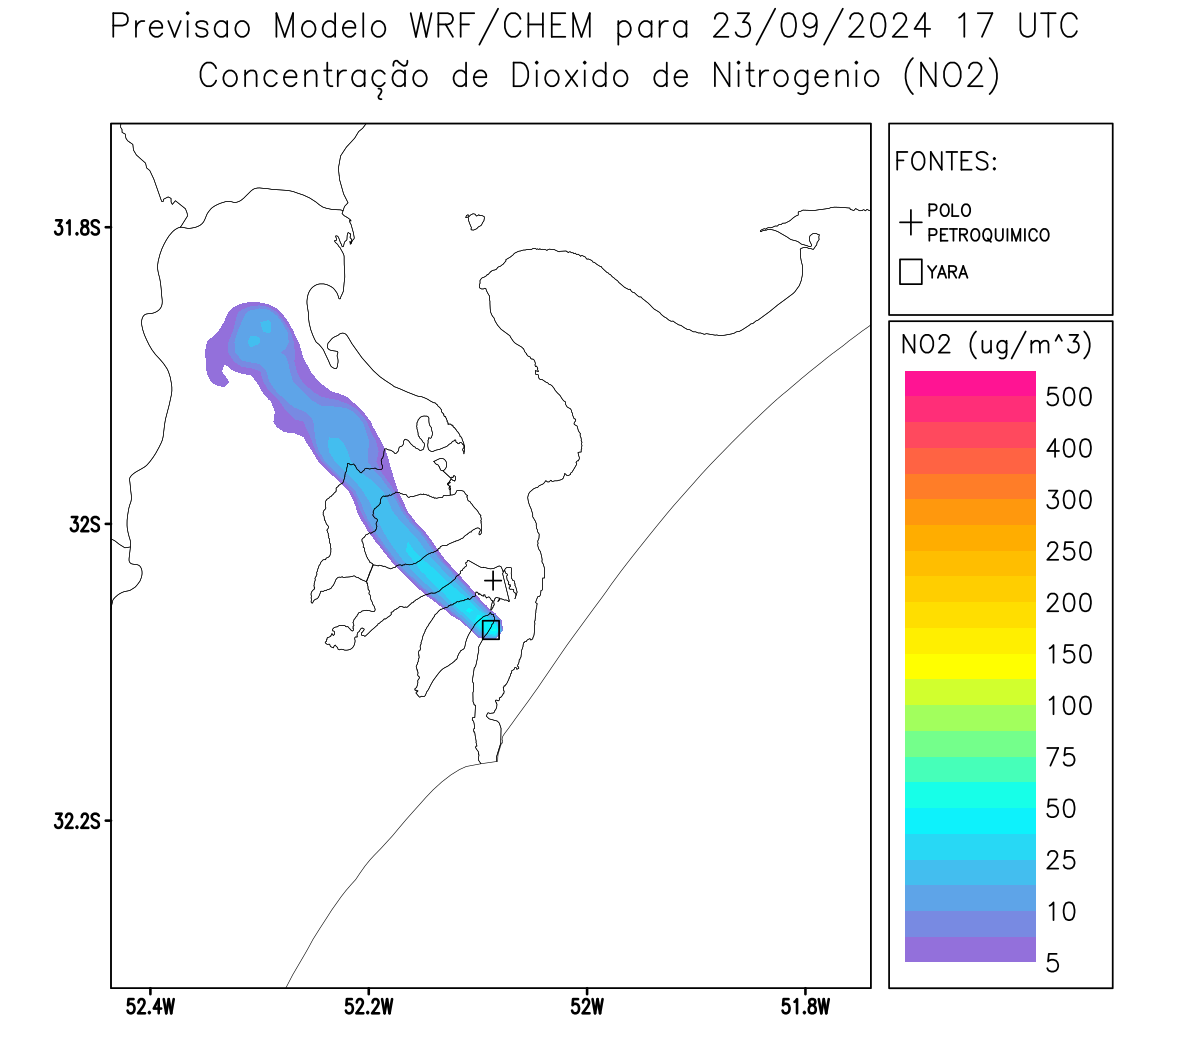 Previsao Modelo WRF/CHEM para 23/09/2024 17 UTC
Concentração de Dioxido de Nitrogenio (NO2)
FONTES:
POLO
PETROQUIMICO
YARA
NO2 (ug/m^3)
500
400
300
250
200
150
100
75
50
25
10
5
31.8S
32S
32.2S
52.4W
52.2W
52W
51.8W